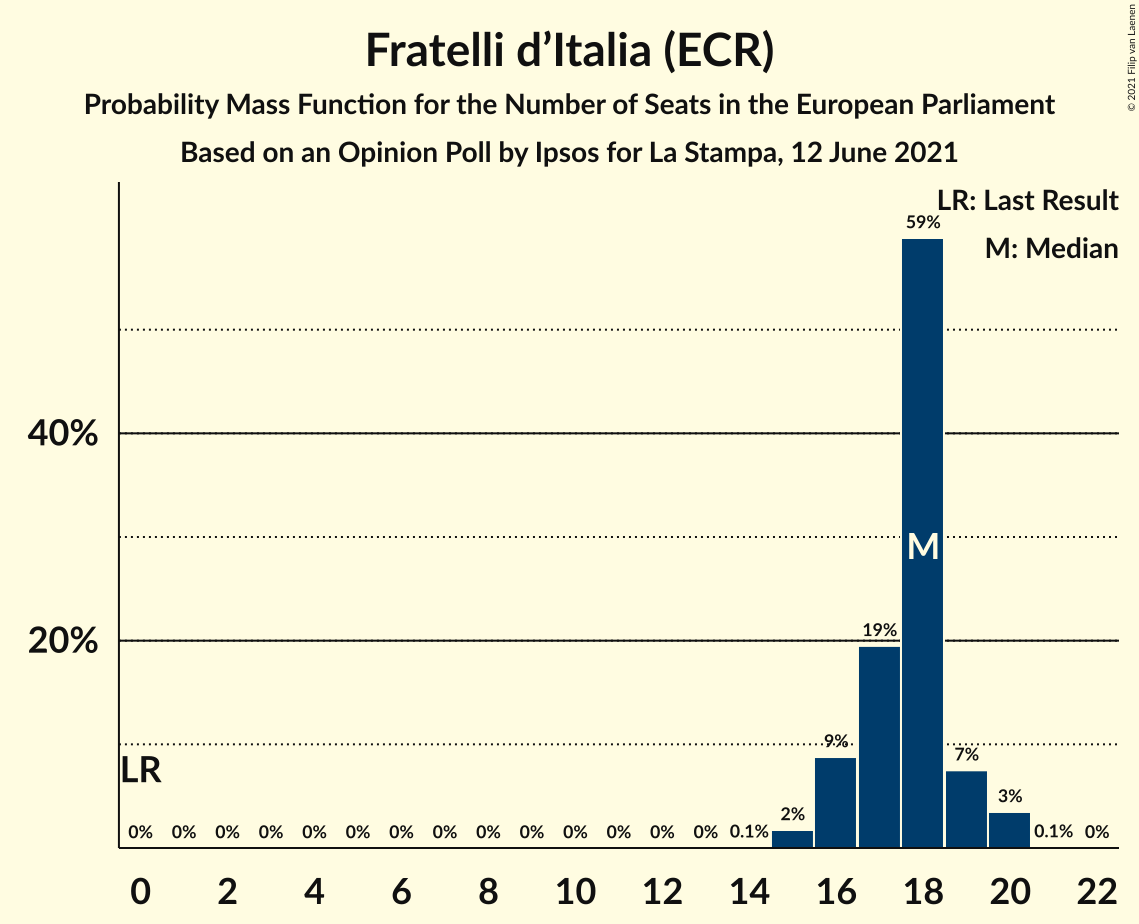 Fratelli d’Italia (ECR)
Probability Mass Function for the Number of Seats in the European Parliament
Based on an Opinion Poll by Ipsos for La Stampa, 12 June 2021
© 2021 Filip van Laenen
LR: Last Result
M: Median
59%
40%
M
20%
19%
9%
7%
LR
3%
2%
0% 0% 0% 0% 0% 0% 0% 0% 0% 0% 0% 0% 0% 0% 0.1% 0.1% 0%
0 2 4 6 8 10 12 14 16 18 20 22